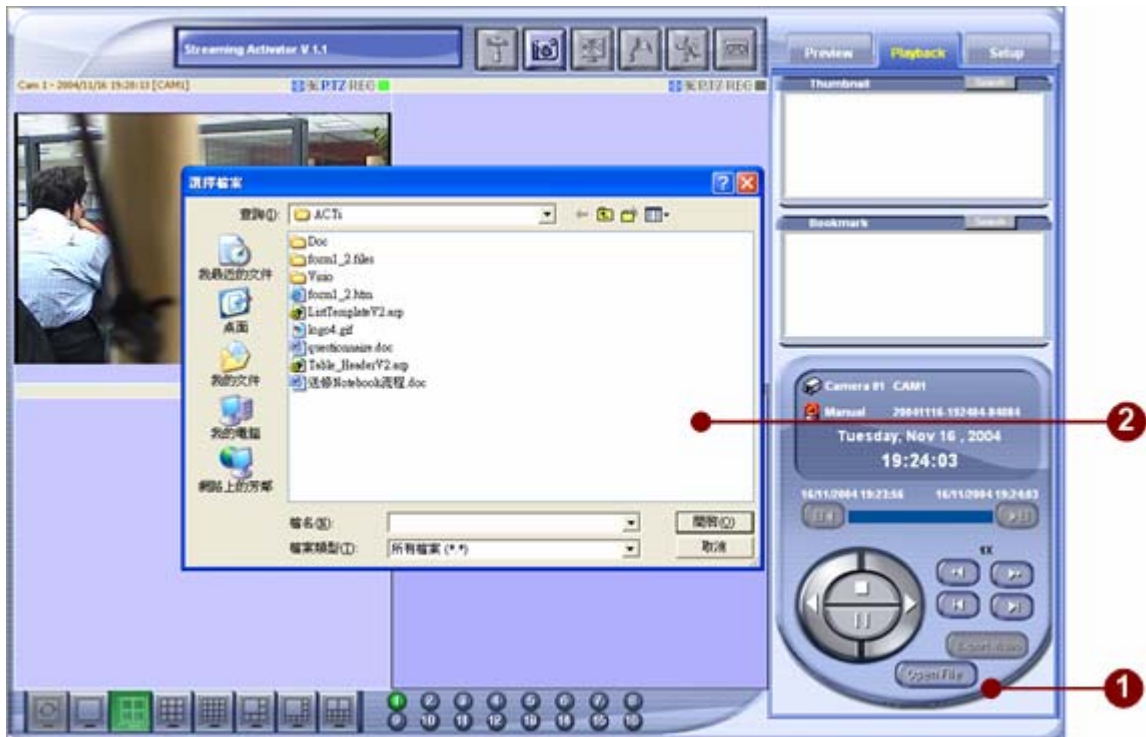 Streaming Activator V 1.1
Preview Playback Setup
Cam 1 - 2004/11/16 19:20:13 [CAM1]
PTZ REG
PTZ REG
Thumbnail Search
Bookmark Search
選擇檔案
查詢(I): ACTi
我最近的文件
桌面
我的文件
我的電腦
網路上的芳鄰
Doc
form1_2.files
Visio
form1_2.htm
ListTemplateV2.asp
logo4.gif
questionnaire.doc
Table_HeaderV2.asp
送修Notebook流程.doc
檔名(N): 開啟(O)
檔案類型(T): 所有檔案 (*.*) 取消
Camera #1 CAM1
Manual 20041116-192404-84084
Tuesday, Nov 16 , 2004
19:24:03
16/11/2004 19:23:56 16/11/2004 19:24:03
1X
Export Video
Open File
1 2 3 4 5 6 7 8
9 10 11 12 13 14 15 16
2
1